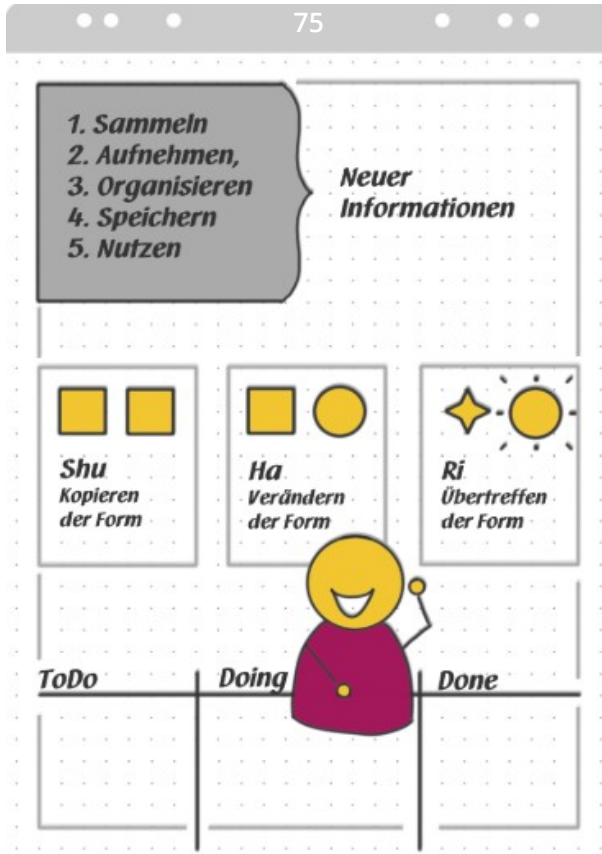 75
1. Sammeln
2. Aufnehmen,
3. Organisieren
4. Speichern
5. Nutzen
Neuer
Informationen
Shu
Kopieren
der Form
Ha
Verändern
der Form
Ri
Übertreffen
der Form
ToDo
Doing
Done